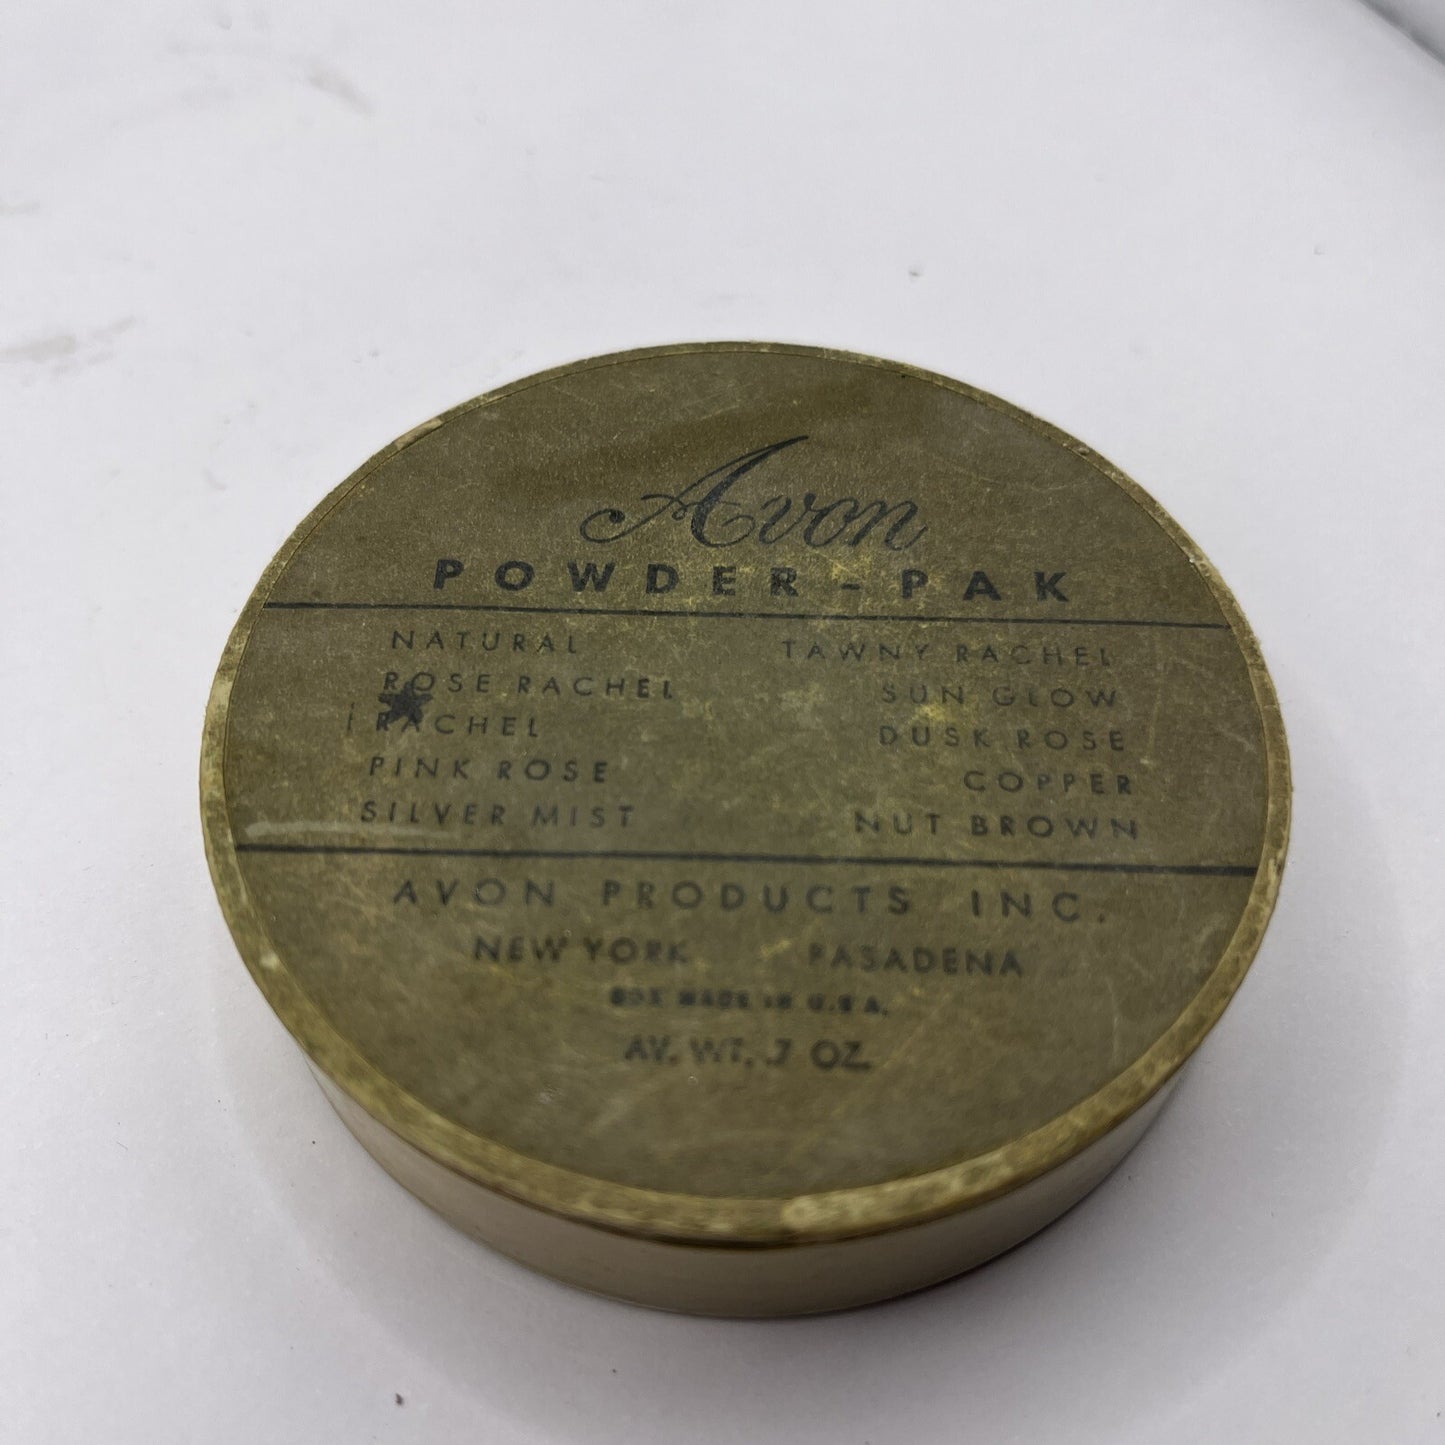 Avon
POWDER-PAK
NATURAL TAWNY RACHEL
ROSE RACHEL SUN GLOW
RACHEL DUSK ROSE
PINK ROSE COPPER
SILVER MIST NUT BROWN
AVON PRODUCTS INC.
NEW YORK PASADENA
BOX MADE IN U.S.A.
AV. WT. .7 OZ.